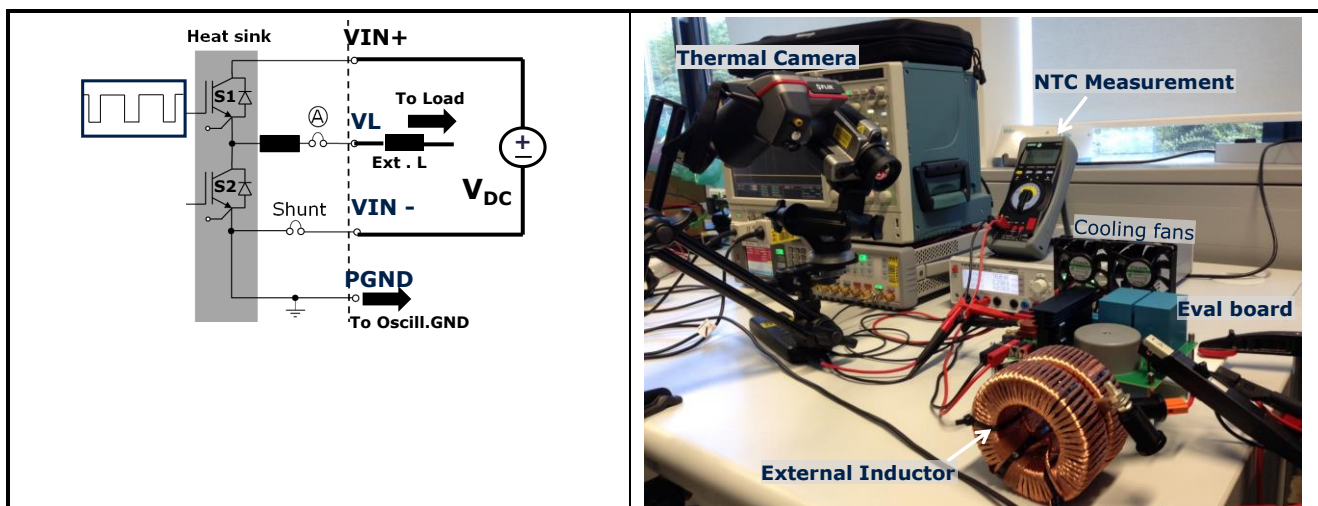 Heat sink
VIN+
S1
A
VL
To Load
Ext . L
S2
Shunt
VIN -
VDC
PGND
To Oscill.GND
Thermal Camera
FLIR
NTC Measurement
Cooling fans
Eval board
External Inductor